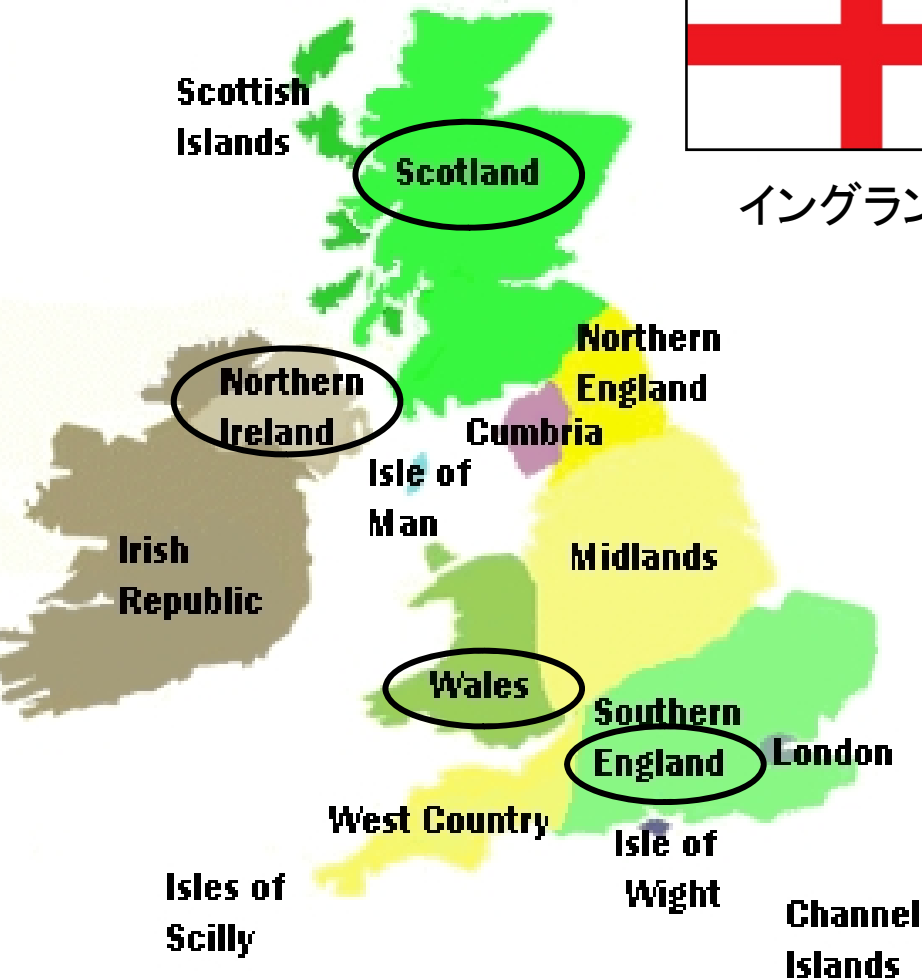 Scottish
Islands
Scotland
イングラン
Northern
England
Northern
Ireland
Cumbria
Isle of
Man
Irish
Republic
Midlands
Wales
Southern
England
London
West Country
Isle of
Wight
Isles of
Scilly
Channel
Islands